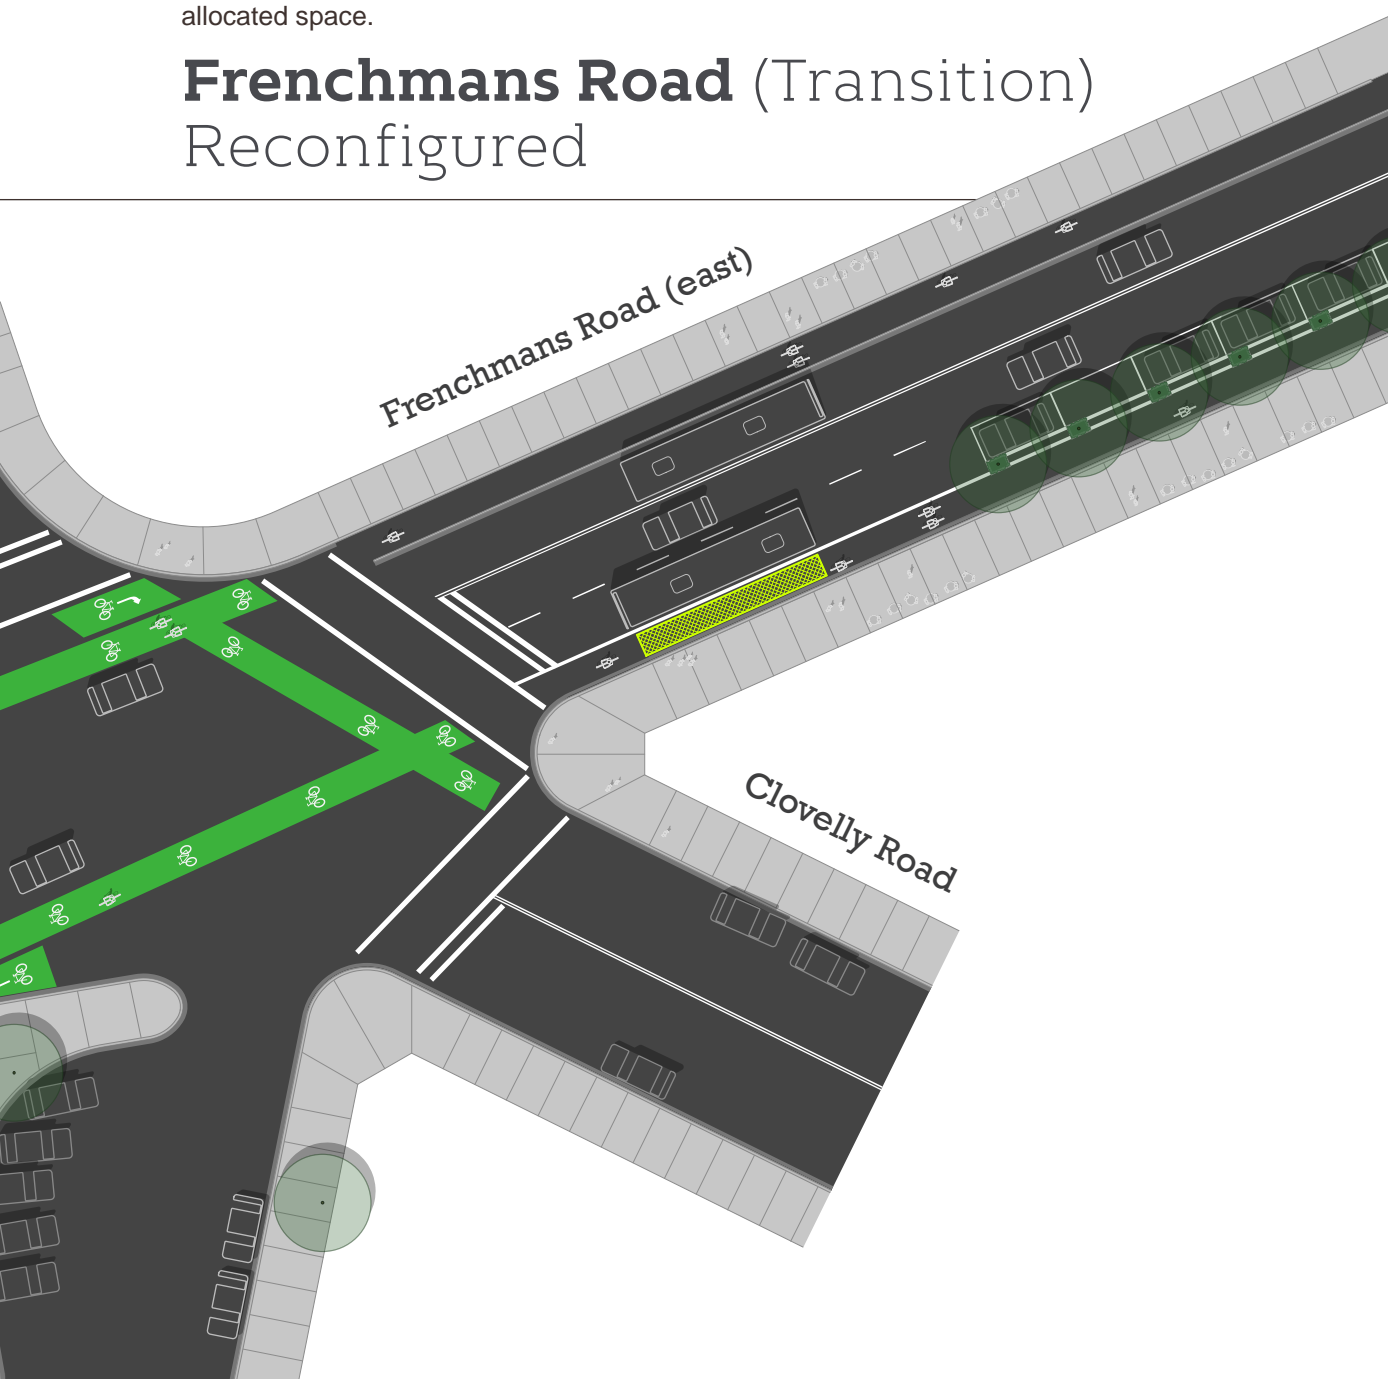 allocated space.
Frenchmans Road (Transition)
Reconfigured
Frenchmans Road (east)
Clovelly Road